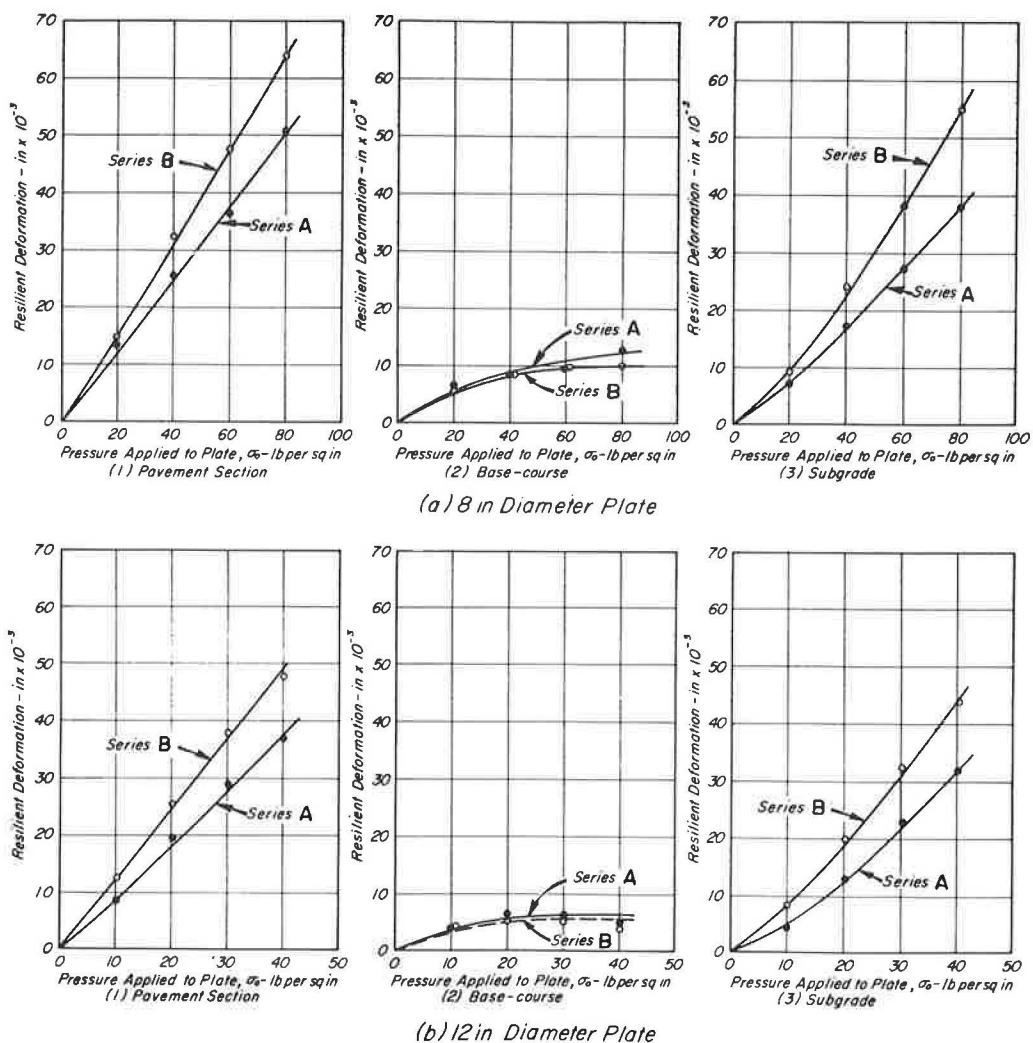 Resilient Deformation - in x 10⁻³
70
60
50
40
30
20
10
0
Series B
Series A
0 20 40 60 80 100
Pressure Applied to Plate, σ₀-lb per sq in
(1) Pavement Section
Resilient Deformation - in x 10⁻³
70
60
50
40
30
20
10
0
Series A
Series B
0 20 40 60 80 100
Pressure Applied to Plate, σ₀-lb per sq in
(2) Base-course
Resilient Deformation - in x 10⁻³
70
60
50
40
30
20
10
0
Series B
Series A
0 20 40 60 80 100
Pressure Applied to Plate, σ₀-lb per sq in
(3) Subgrade
(a) 8 in Diameter Plate
Resilient Deformation - in x 10⁻³
70
60
50
40
30
20
10
0
Series B
Series A
0 10 20 30 40 50
Pressure Applied to Plate, σ₀-lb per sq in
(1) Pavement Section
Resilient Deformation - in x 10⁻³
70
60
50
40
30
20
10
0
Series A
Series B
0 10 20 30 40 50
Pressure Applied to Plate, σ₀-lb per sq in
(2) Base-course
Resilient Deformation - in x 10⁻³
70
60
50
40
30
20
10
0
Series B
Series A
0 10 20 30 40 50
Pressure Applied to Plate, σ₀-lb per sq in
(3) Subgrade
(b) 12 in Diameter Plate